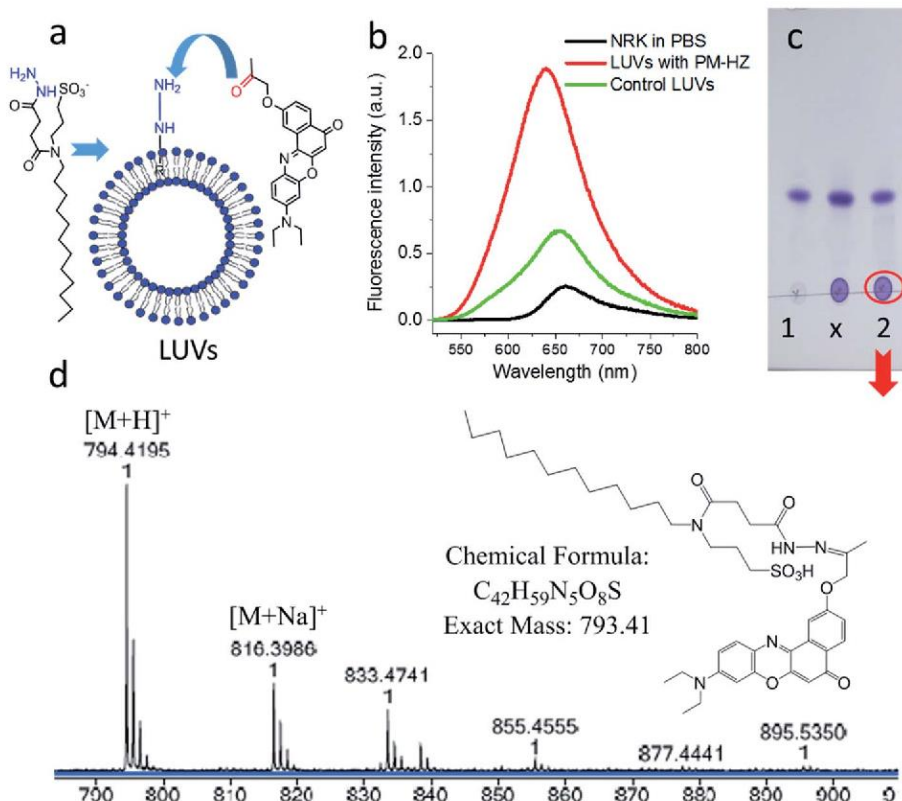 a
H₂N
NH
SO₃⁻
O
O
N
NH₂
NH
R
LUVs
O
O
O
N
O
N
b
NRK in PBS
LUVs with PM-HZ
Control LUVs
Fluorescence intensity (a.u.)
2.0
1.5
1.0
0.5
0.0
550 600 650 700 750 800
Wavelength (nm)
c
1 x 2
d
[M+H]⁺
794.4195
1
[M+Na]⁺
816.3986
1
833.4741
1
855.4555
1
877.4441
895.5350
1
790 800 810 820 830 840 850 860 870 880 890 900 9
Chemical Formula:
C₄₂H₅₉N₅O₈S
Exact Mass: 793.41
O
O
N
HN
N
SO₃H
O
N
N
O
O